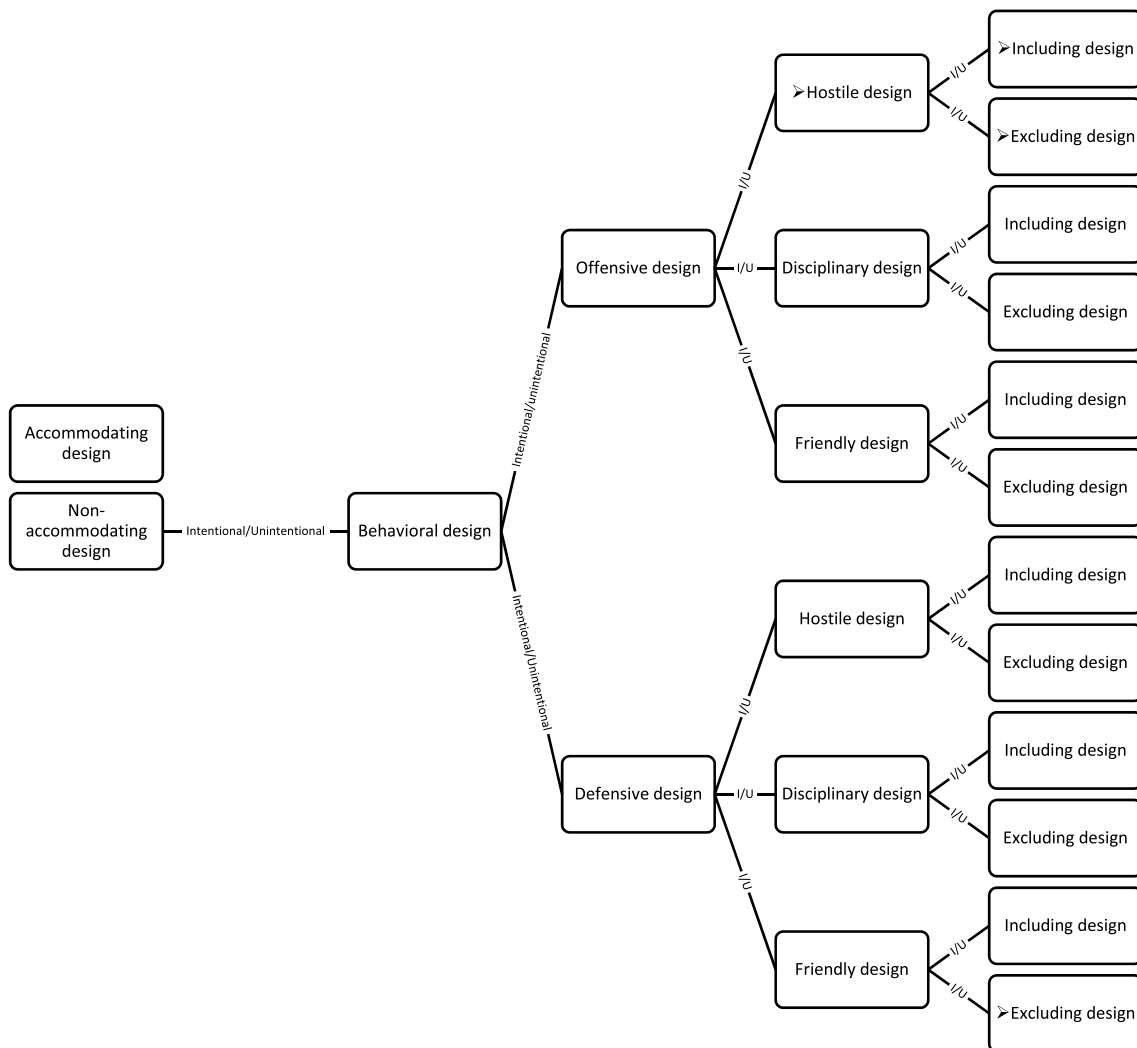 Accommodating
design
Non-
accommodating
design
Intentional/Unintentional
Behavioral design
Intentional/unintentional
Intentional/Unintentional
Offensive design
I/U
I/U
I/U
➢Hostile design
I/U
I/U
➢Including design
➢Excluding design
Disciplinary design
I/U
I/U
Including design
Excluding design
Friendly design
I/U
I/U
Including design
Excluding design
Defensive design
I/U
I/U
I/U
Hostile design
I/U
I/U
Including design
Excluding design
Disciplinary design
I/U
I/U
Including design
Excluding design
Friendly design
I/U
I/U
Including design
➢Excluding design